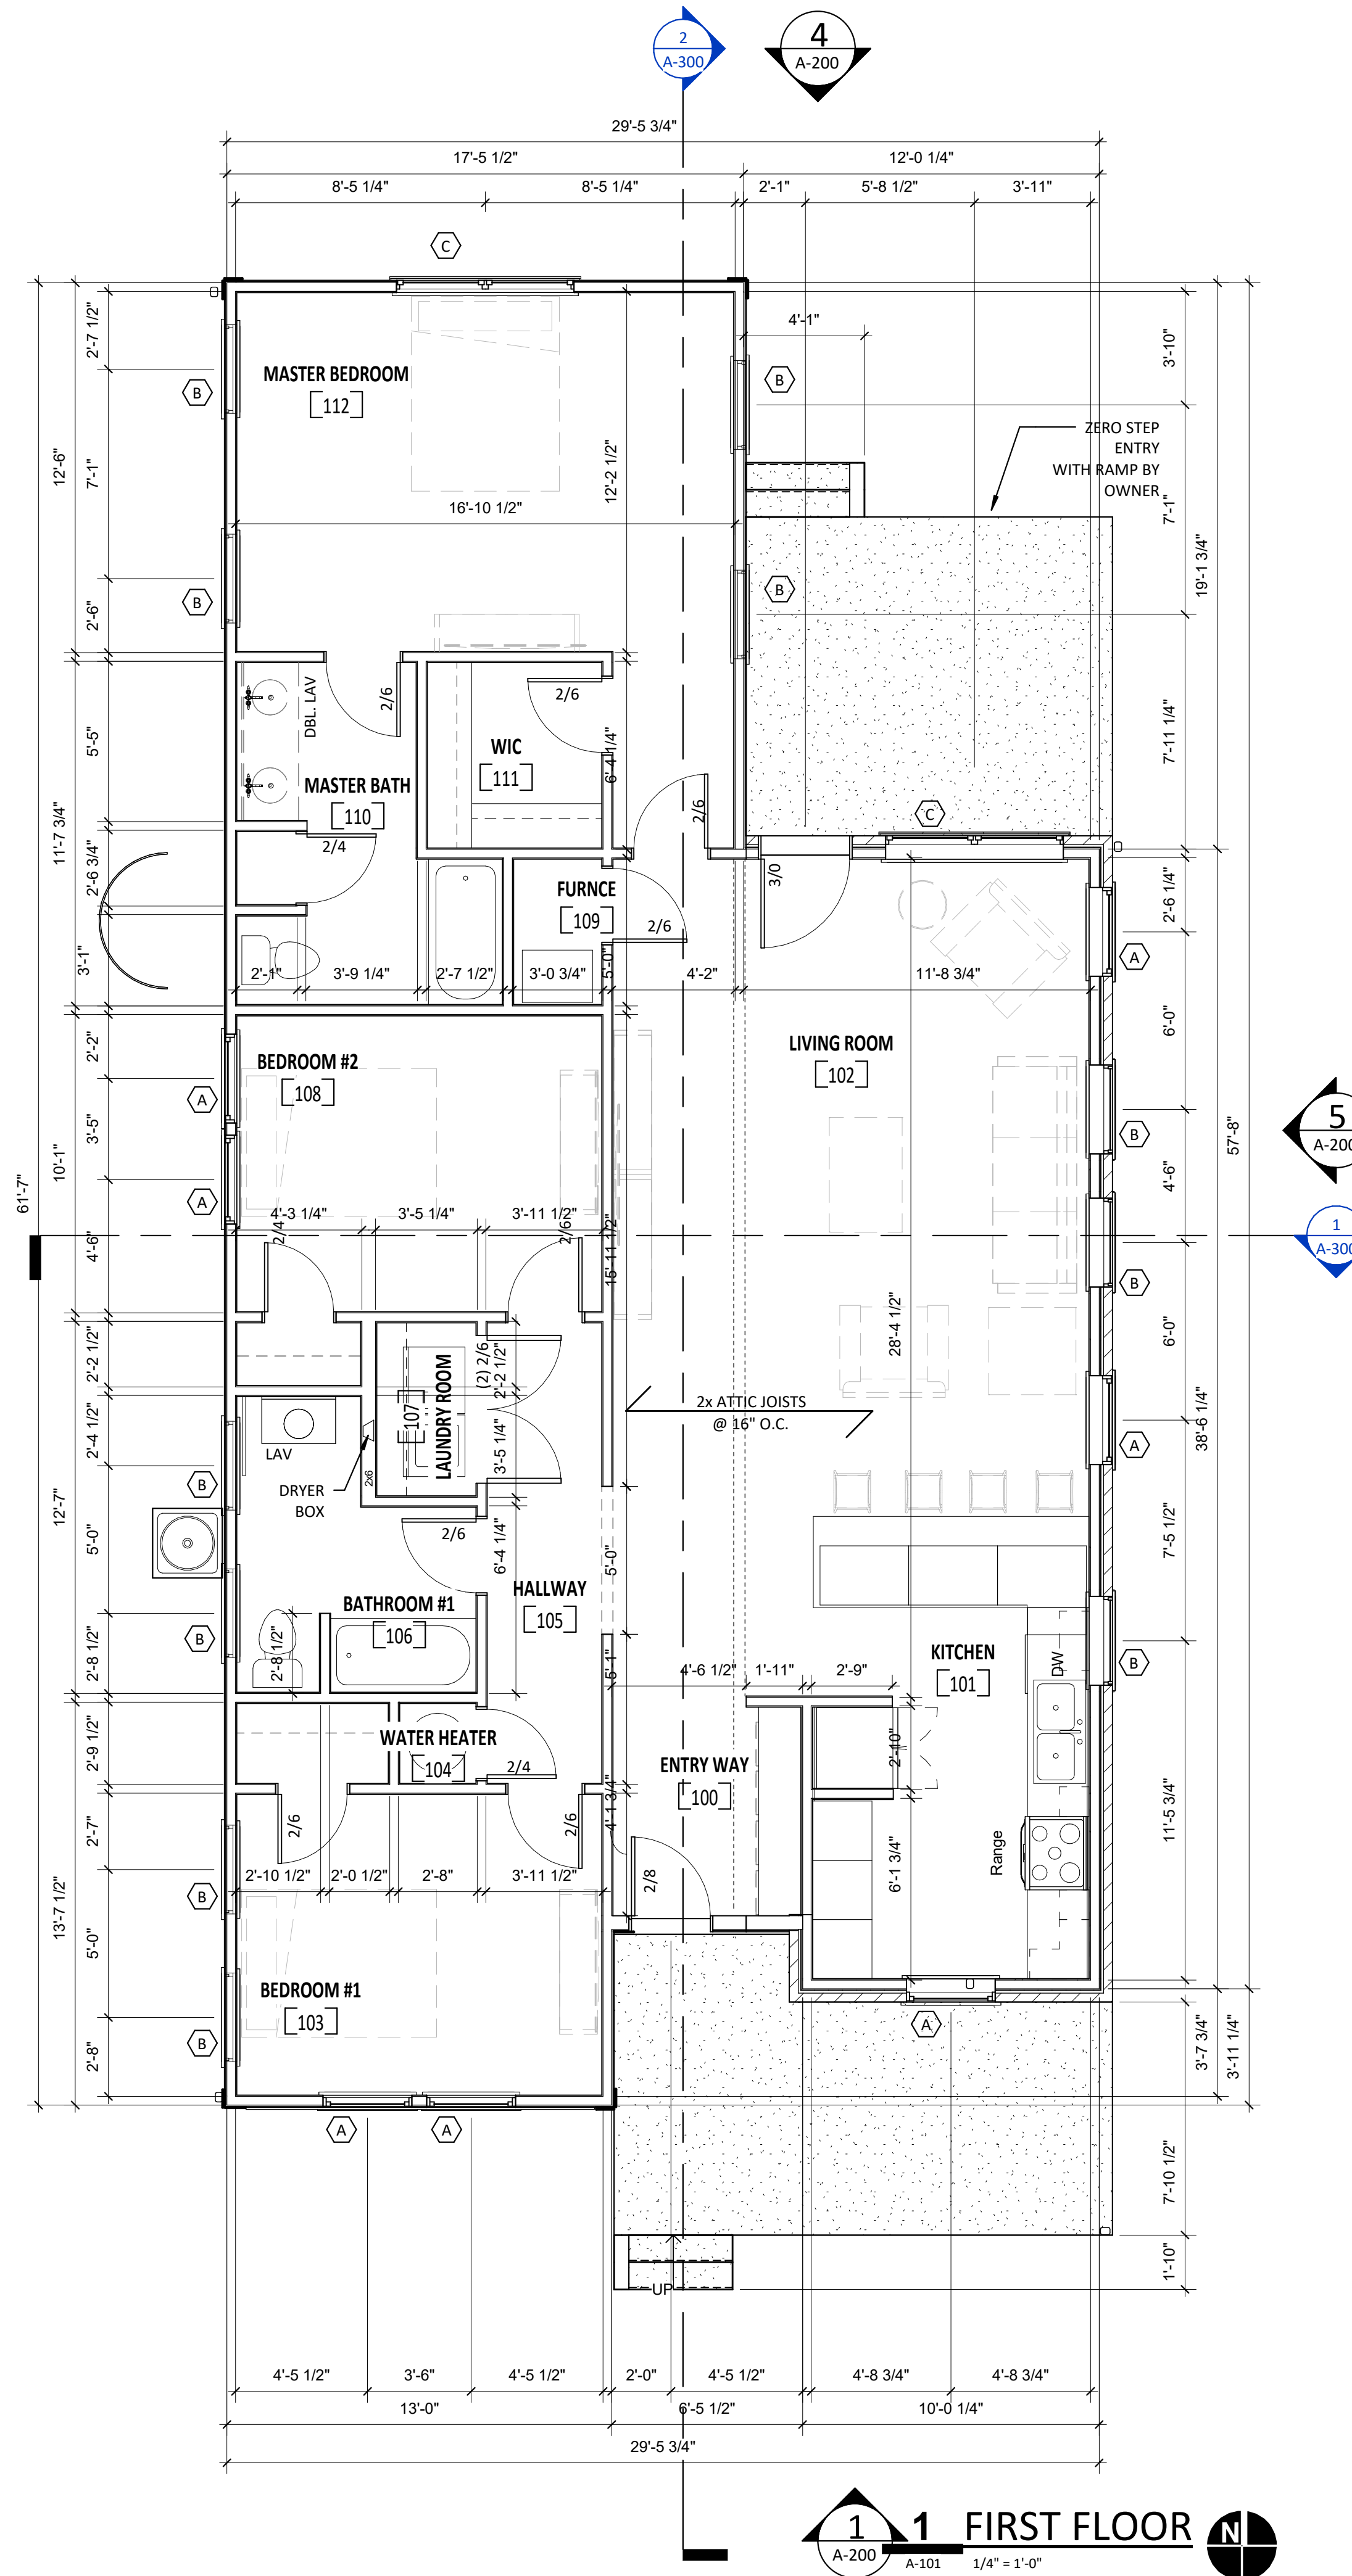 2
A-300
4
A-200
29'-5 3/4"
17'-5 1/2"
12'-0 1/4"
8'-5 1/4"
8'-5 1/4"
2'-1"
5'-8 1/2"
3'-11"
C
2'-7 1/2"
4'-1"
3'-10"
MASTER BEDROOM
112
B
B
ZERO STEP
ENTRY
WITH RAMP BY
OWNER
12'-6"
7'-1"
12'-2 1/2"
7'-1"
16'-10 1/2"
19'-1 3/4"
B
B
2'-6"
DBL. LAV
2/6
2/6
5'-5"
WIC
111
6'-4 1/4"
7'-11 1/4"
MASTER BATH
110
2/6
C
11'-7 3/4"
2/4
2'-6 3/4"
FURNCE
109
3/0
2'-6 1/4"
2/6
3'-1"
5'-0"
2'-1"
3'-9 1/4"
2'-7 1/2"
3'-0 3/4"
4'-2"
11'-8 3/4"
A
6'-0"
LIVING ROOM
102
2'-2"
BEDROOM #2
108
A
B
5
A-200
57'-8"
3'-5"
10'-1"
61'-7"
4'-6"
A
4'-3 1/4"
3'-5 1/4"
3'-11 1/2"
2/4
2/6
15'-11 1/2"
4'-6"
1
A-300
B
28'-4 1/2"
6'-0"
2'-2 1/2"
(2) 2/6
2'-2 1/2"
LAUNDRY ROOM
107
2x ATTIC JOISTS
@ 16" O.C.
38'-6 1/4"
A
2'-4 1/2"
LAV
3'-5 1/4"
2x6
DRYER
BOX
B
12'-7"
5'-0"
2/6
6'-4 1/4"
5'-0"
7'-5 1/2"
HALLWAY
105
BATHROOM #1
106
B
2'-8 1/2"
2'-8 1/2"
5'-1"
KITCHEN
101
DW
B
4'-6 1/2"
1'-11"
2'-9"
2'-9 1/2"
WATER HEATER
104
2/4
2'-10"
ENTRY WAY
100
4'-1 3/4"
11'-5 3/4"
2'-7"
2/6
2/6
6'-1 3/4"
Range
2/8
2'-10 1/2"
2'-0 1/2"
2'-8"
3'-11 1/2"
B
13'-7 1/2"
5'-0"
BEDROOM #1
103
A
B
2'-8"
3'-7 3/4"
3'-11 1/4"
A
A
7'-10 1/2"
1'-10"
UP
4'-5 1/2"
3'-6"
4'-5 1/2"
2'-0"
4'-5 1/2"
4'-8 3/4"
4'-8 3/4"
13'-0"
6'-5 1/2"
10'-0 1/4"
29'-5 3/4"
1
A-200
1 FIRST FLOOR
N
A-101 1/4" = 1'-0"